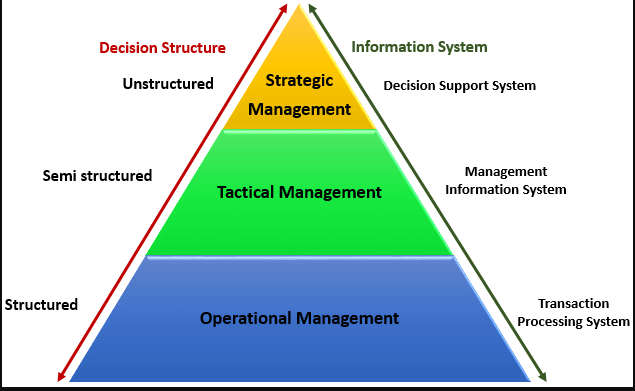 Decision Structure
Information System
Unstructured
Strategic
Management
Decision Support System
Semi structured
Tactical Management
Management
Information System
Structured
Operational Management
Transaction
Processing System